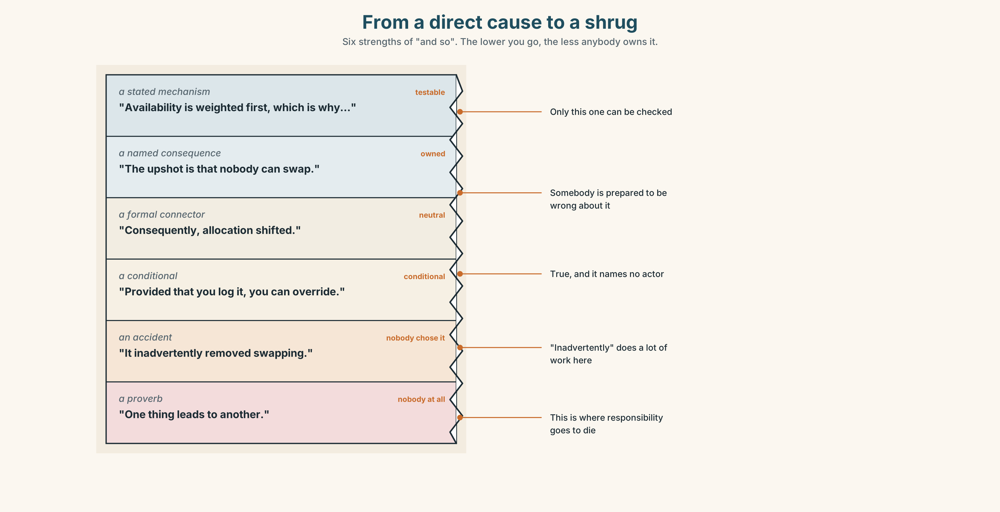 From a direct cause to a shrug
Six strengths of "and so". The lower you go, the less anybody owns it.
a stated mechanism
testable
"Availability is weighted first, which is why..."
Only this one can be checked
a named consequence
owned
"The upshot is that nobody can swap."
Somebody is prepared to be
wrong about it
a formal connector
neutral
"Consequently, allocation shifted."
a conditional
conditional
"Provided that you log it, you can override."
True, and it names no actor
an accident
nobody chose it
"It inadvertently removed swapping."
"Inadvertently" does a lot of
work here
a proverb
nobody at all
"One thing leads to another."
This is where responsibility
goes to die